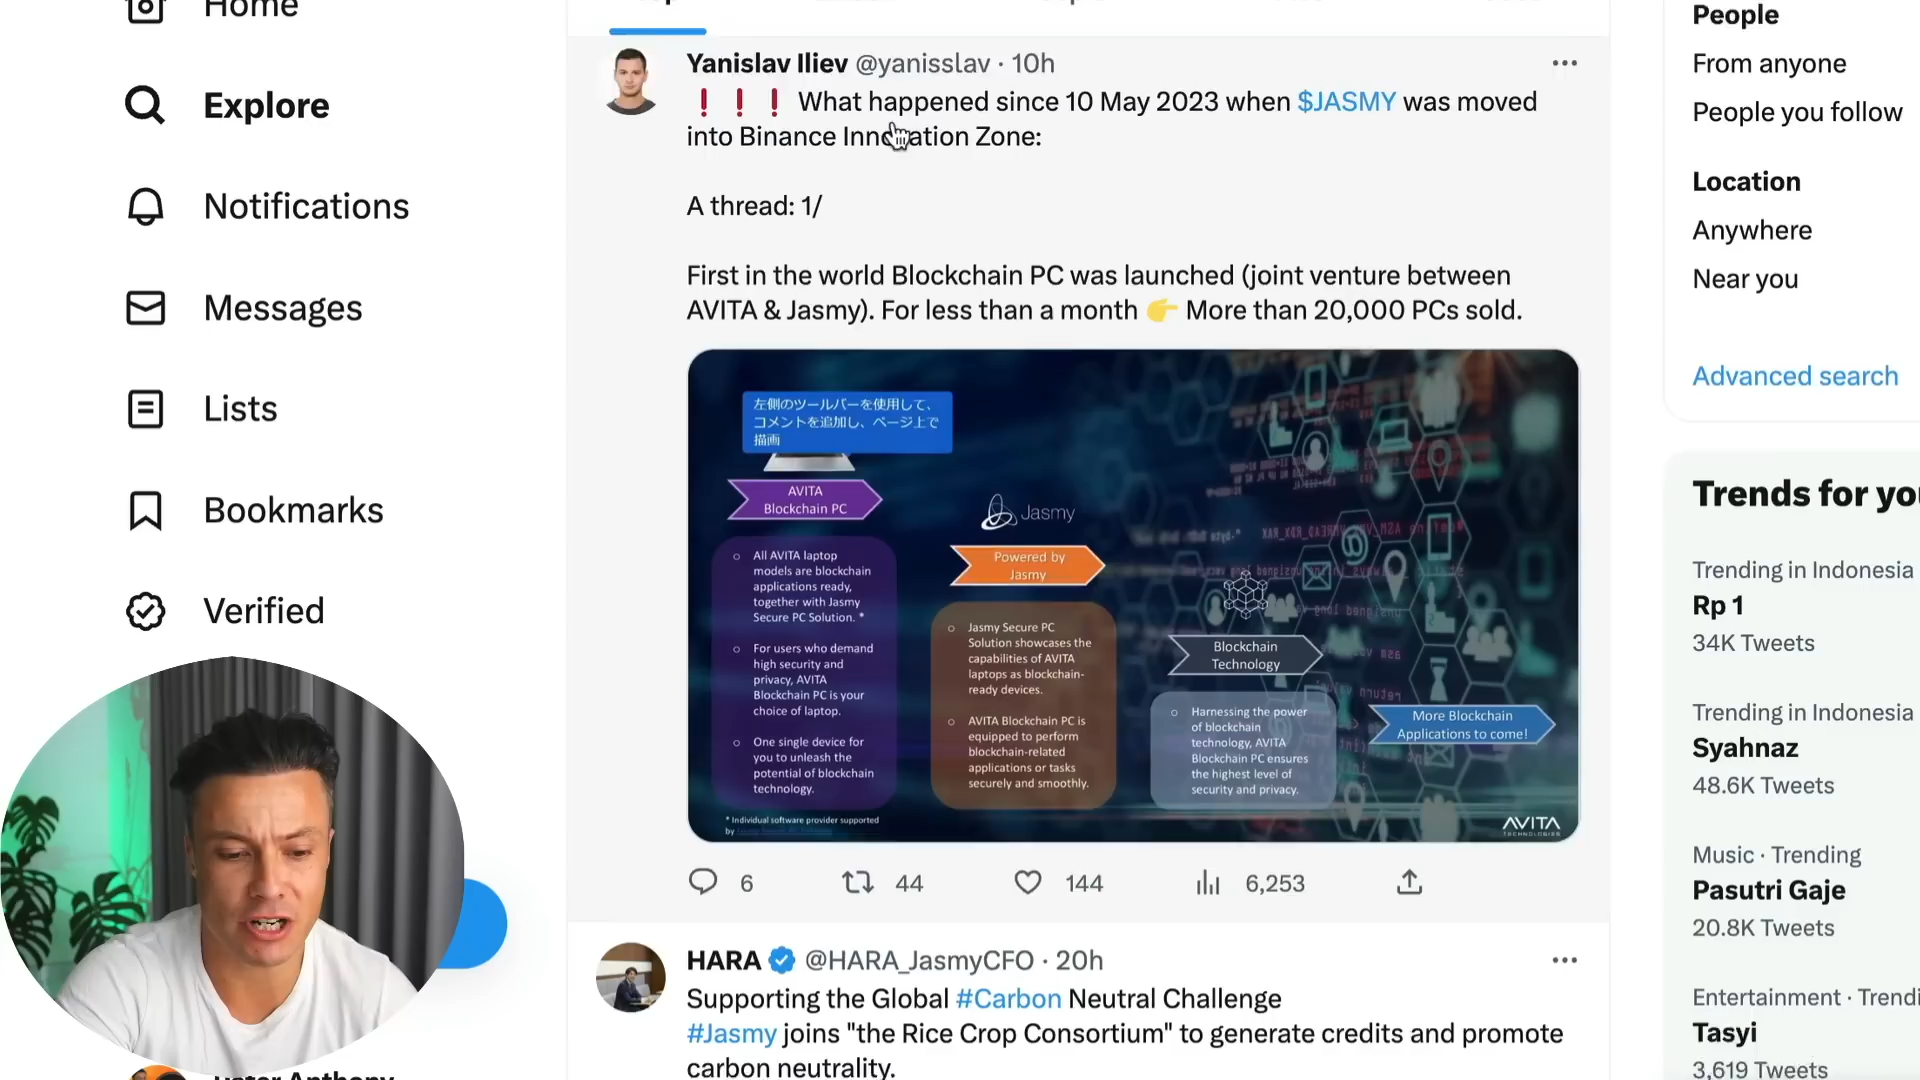 Home
Explore
Notifications
Messages
Lists
Bookmarks
Verified
Yanislav Iliev @yanisslav · 10h
❗❗❗ What happened since 10 May 2023 when $JASMY was moved
into Binance Innovation Zone:
A thread: 1/
First in the world Blockchain PC was launched (joint venture between
AVITA & Jasmy). For less than a month 👉 More than 20,000 PCs sold.
左側のツールバーを使用して、
コメントを追加し、ページ上で
描画
AVITA
Blockchain PC
All AVITA laptop
models are blockchain
applications ready,
together with Jasmy
Secure PC Solution. *
For users who demand
high security and
privacy, AVITA
Blockchain PC is your
choice of laptop.
One single device for
you to unleash the
potential of blockchain
technology.
* Individual software provider supported
by
Jasmy
Powered by
Jasmy
Jasmy Secure PC
Solution showcases the
capabilities of AVITA
laptops as blockchain-
ready devices.
AVITA Blockchain PC is
equipped to perform
blockchain-related
applications or tasks
securely and smoothly.
Blockchain
Technology
Harnessing the power
of blockchain
technology, AVITA
Blockchain PC ensures
the highest level of
security and privacy.
More Blockchain
Applications to come!
AVITA
TECHNOLOGIES
6 44 144 6,253
HARA @HARA_JasmyCFO · 20h
Supporting the Global #Carbon Neutral Challenge
#Jasmy joins "the Rice Crop Consortium" to generate credits and promote
carbon neutrality.
People
From anyone
People you follow
Location
Anywhere
Near you
Advanced search
Trends for yo
Trending in Indonesia
Rp 1
34K Tweets
Trending in Indonesia
Syahnaz
48.6K Tweets
Music · Trending
Pasutri Gaje
20.8K Tweets
Entertainment · Trendi
Tasyi
3,619 Tweets